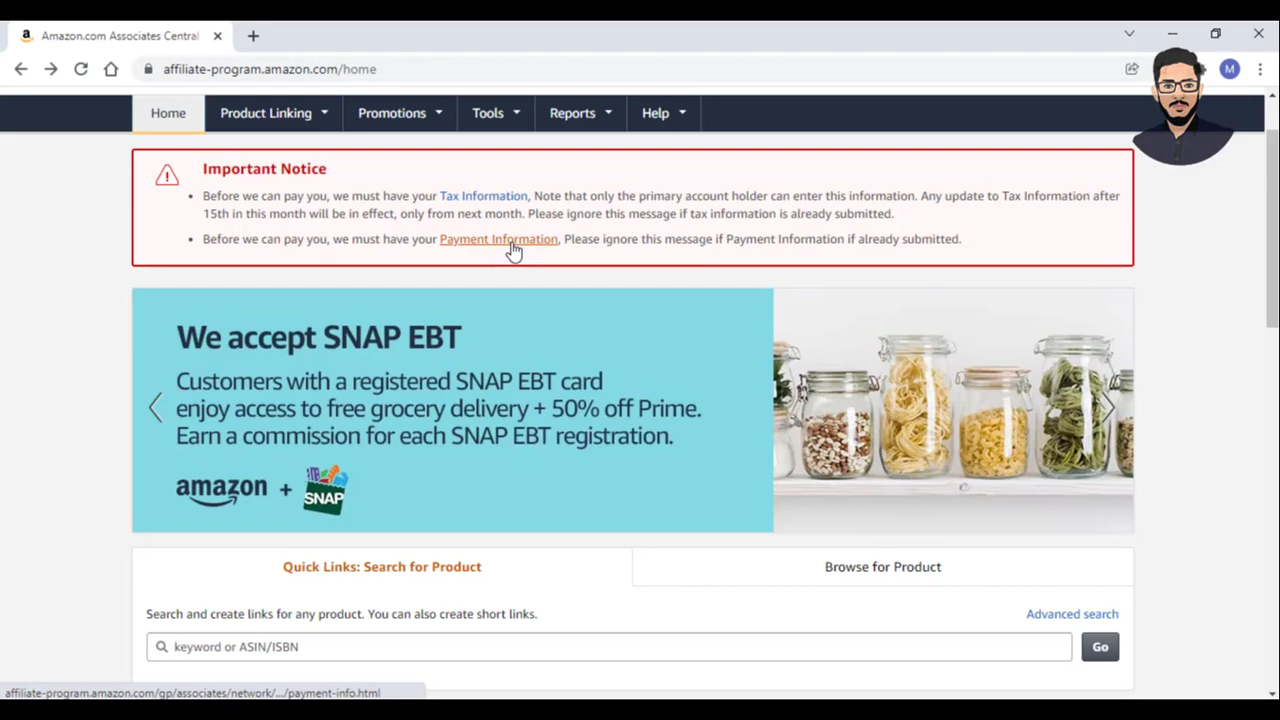 Amazon.com Associates Central
affiliate-program.amazon.com/home
M
Home Product Linking Promotions Tools Reports Help
Important Notice
Before we can pay you, we must have your Tax Information, Note that only the primary account holder can enter this information. Any update to Tax Information after
15th in this month will be in effect, only from next month. Please ignore this message if tax information is already submitted.
Before we can pay you, we must have your Payment Information, Please ignore this message if Payment Information if already submitted.
We accept SNAP EBT
Customers with a registered SNAP EBT card
enjoy access to free grocery delivery + 50% off Prime.
Earn a commission for each SNAP EBT registration.
amazon + SNAP
Quick Links: Search for Product Browse for Product
Search and create links for any product. You can also create short links. Advanced search
keyword or ASIN/ISBN Go
affiliate-program.amazon.com/gp/associates/network/.../payment-info.html